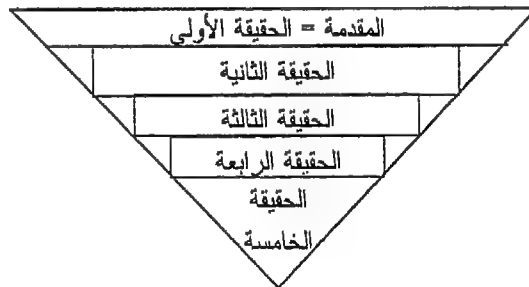 المقدمة = الحقيقة الأولى
الحقيقة الثانية
الحقيقة الثالثة
الحقيقة الرابعة
الحقيقة
الخامسة